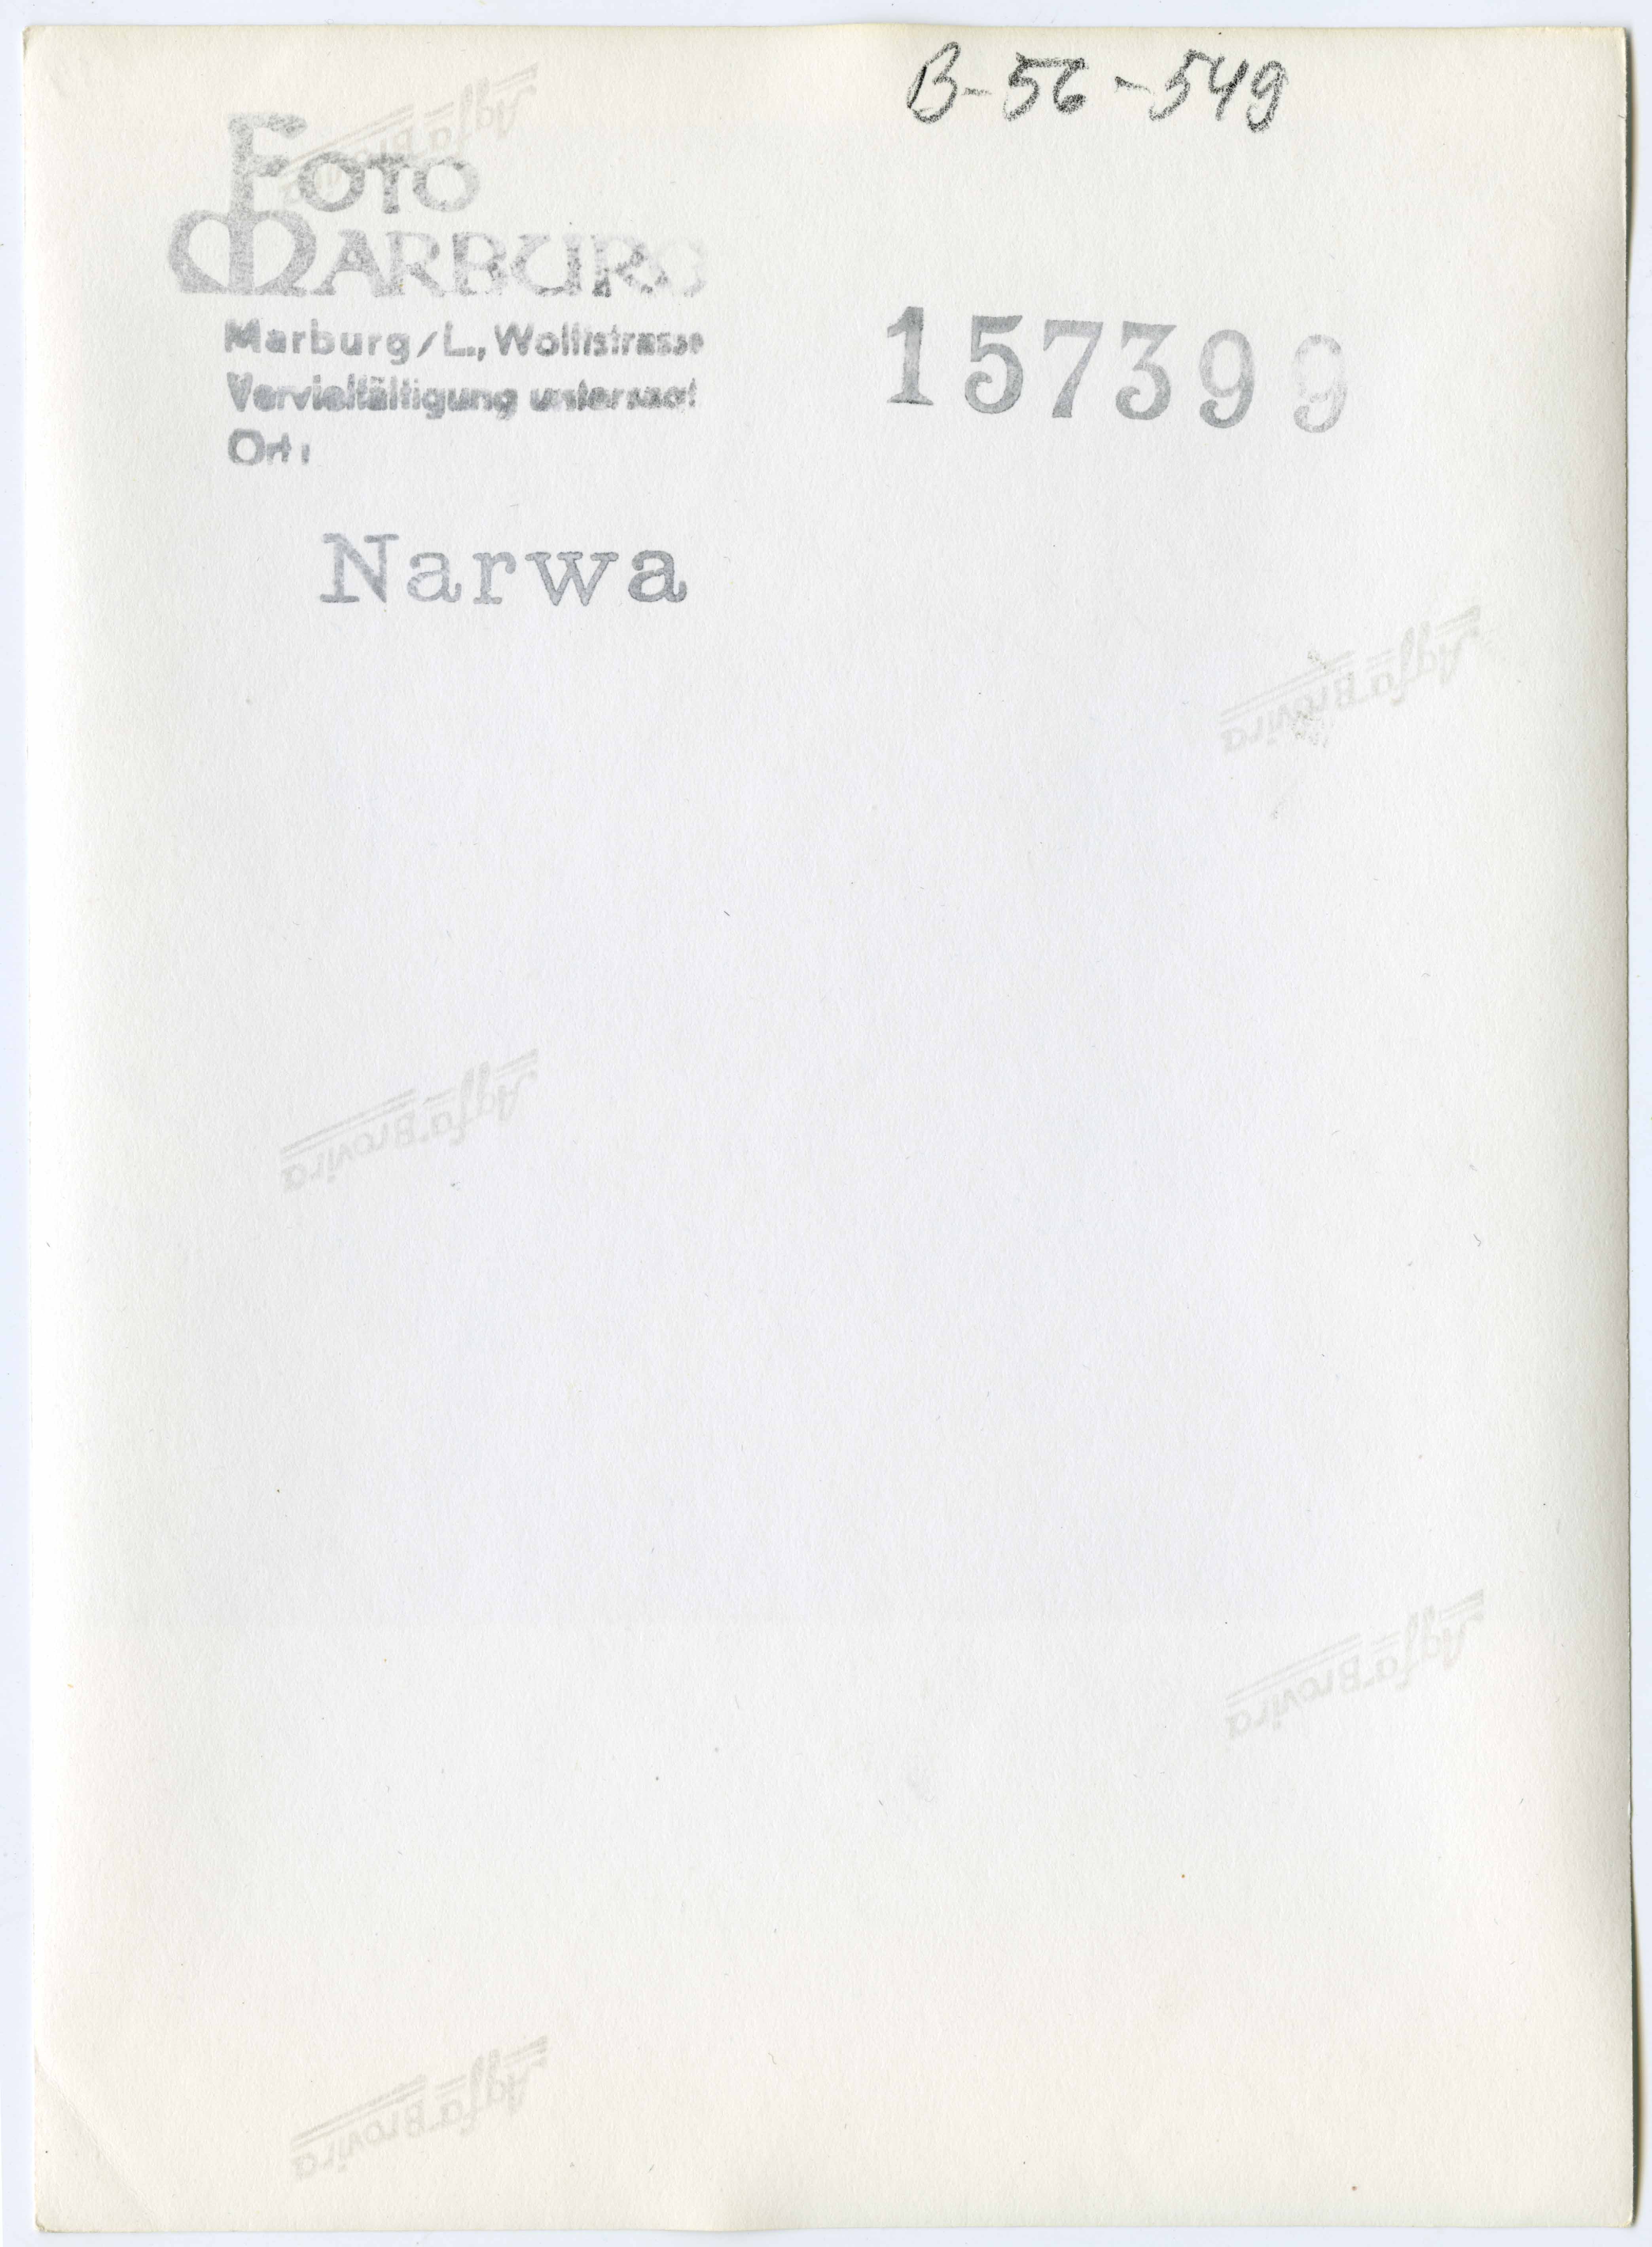 B-56-549
FOTO
MARBURG
Marburg/L., Wolffstrasse
Vervielfältigung untersagt
Ort:
157399
Narwa
Agfa Brovira
Agfa Brovira
Agfa Brovira
Agfa Brovira
Agfa Brovira